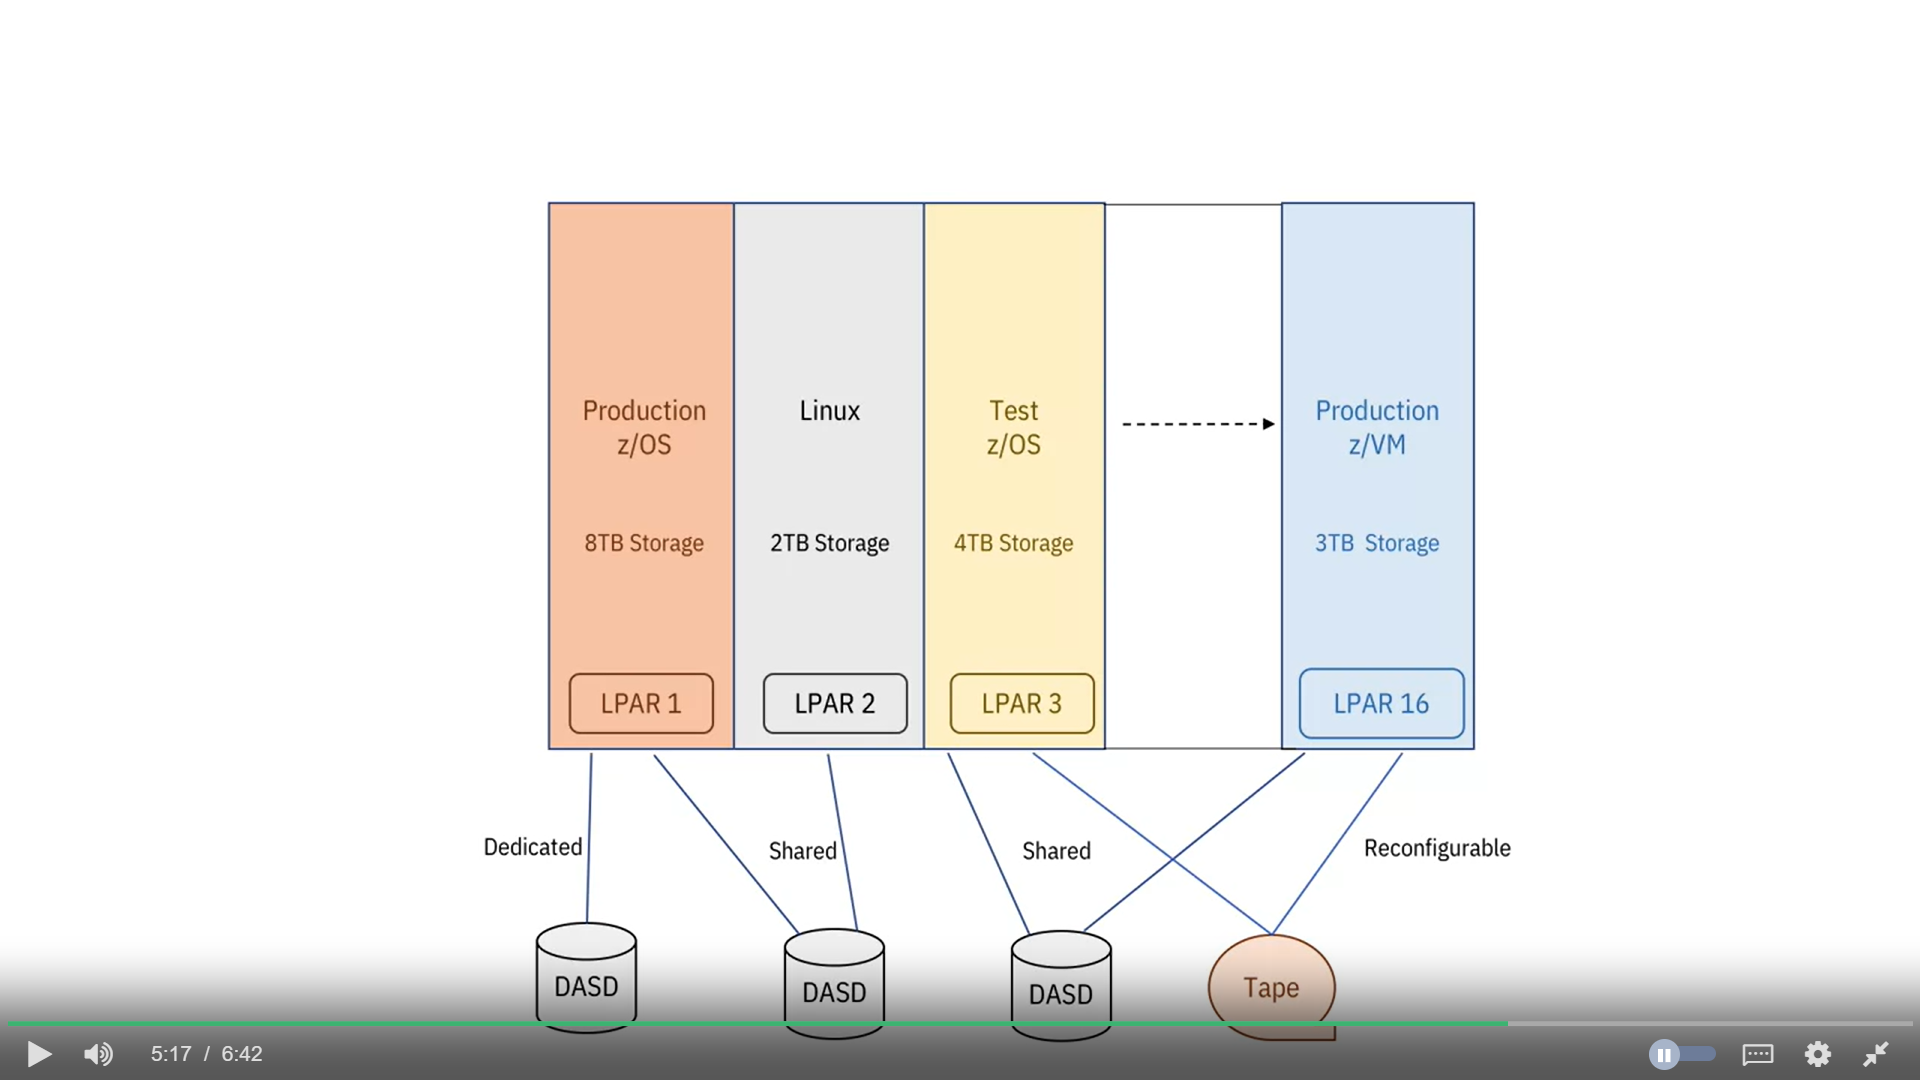 Production
z/OS
Linux
Test
z/OS
Production
z/VM
8TB Storage
2TB Storage
4TB Storage
3TB Storage
LPAR 1
LPAR 2
LPAR 3
LPAR 16
Dedicated
Shared
Shared
Reconfigurable
DASD
DASD
DASD
Tape
5:17 / 6:42